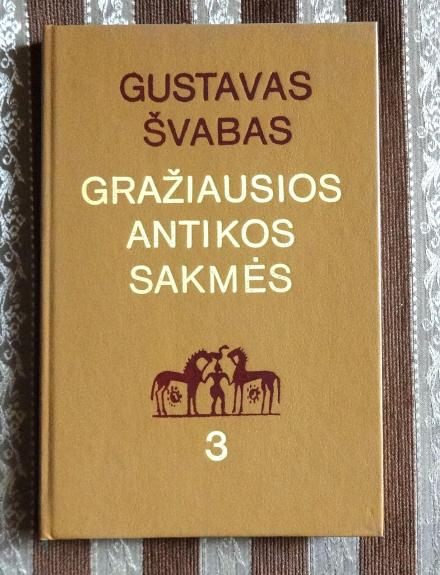 GUSTAVAS
ŠVABAS
GRAŽIAUSIOS
ANTIKOS
SAKMĖS
3